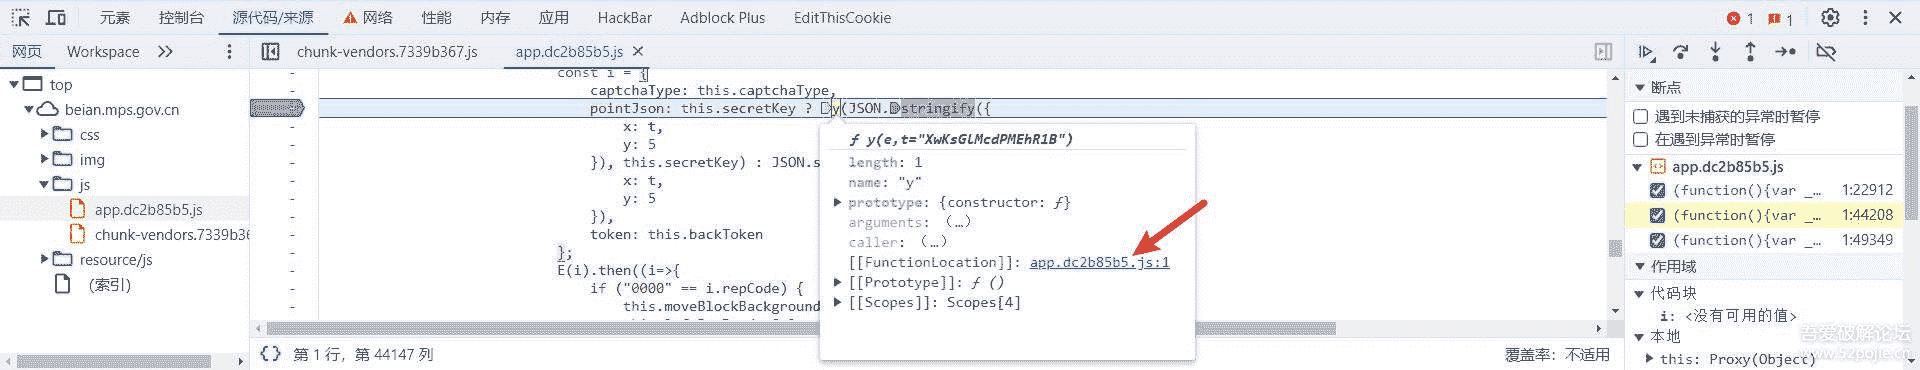 元素 控制台 源代码/来源 网络 性能 内存 应用 HackBar Adblock Plus EditThisCookie 1 1
网页 Workspace chunk-vendors.7339b367.js app.dc2b85b5.js
top
beian.mps.gov.cn
css
img
js
app.dc2b85b5.js
chunk-vendors.7339b36
resource/js
(索引)
const i = {
captchaType: this.captchaType,
pointJson: this.secretKey ? y(JSON.stringify({
x: t,
y: 5
}), this.secretKey) : JSON.s
x: t,
y: 5
}),
token: this.backToken
};
E(i).then((i=>{
if ("0000" == i.repCode) {
this.moveBlockBackground
ƒ y(e,t="XwKsGLMcdPMEhR1B")
length: 1
name: "y"
prototype: {constructor: ƒ}
arguments: (…)
caller: (…)
[[FunctionLocation]]: app.dc2b85b5.js:1
[[Prototype]]: ƒ ()
[[Scopes]]: Scopes[4]
{} 第 1 行，第 44147 列
覆盖率：不适用
断点
遇到未捕获的异常时暂停
在遇到异常时暂停
app.dc2b85b5.js
(function(){var _… 1:22912
(function(){var _… 1:44208
(function(){var _… 1:49349
作用域
代码块
i: <没有可用的值>
本地
this: Proxy(Object)
吾爱破解论坛
www.52pojie.cn